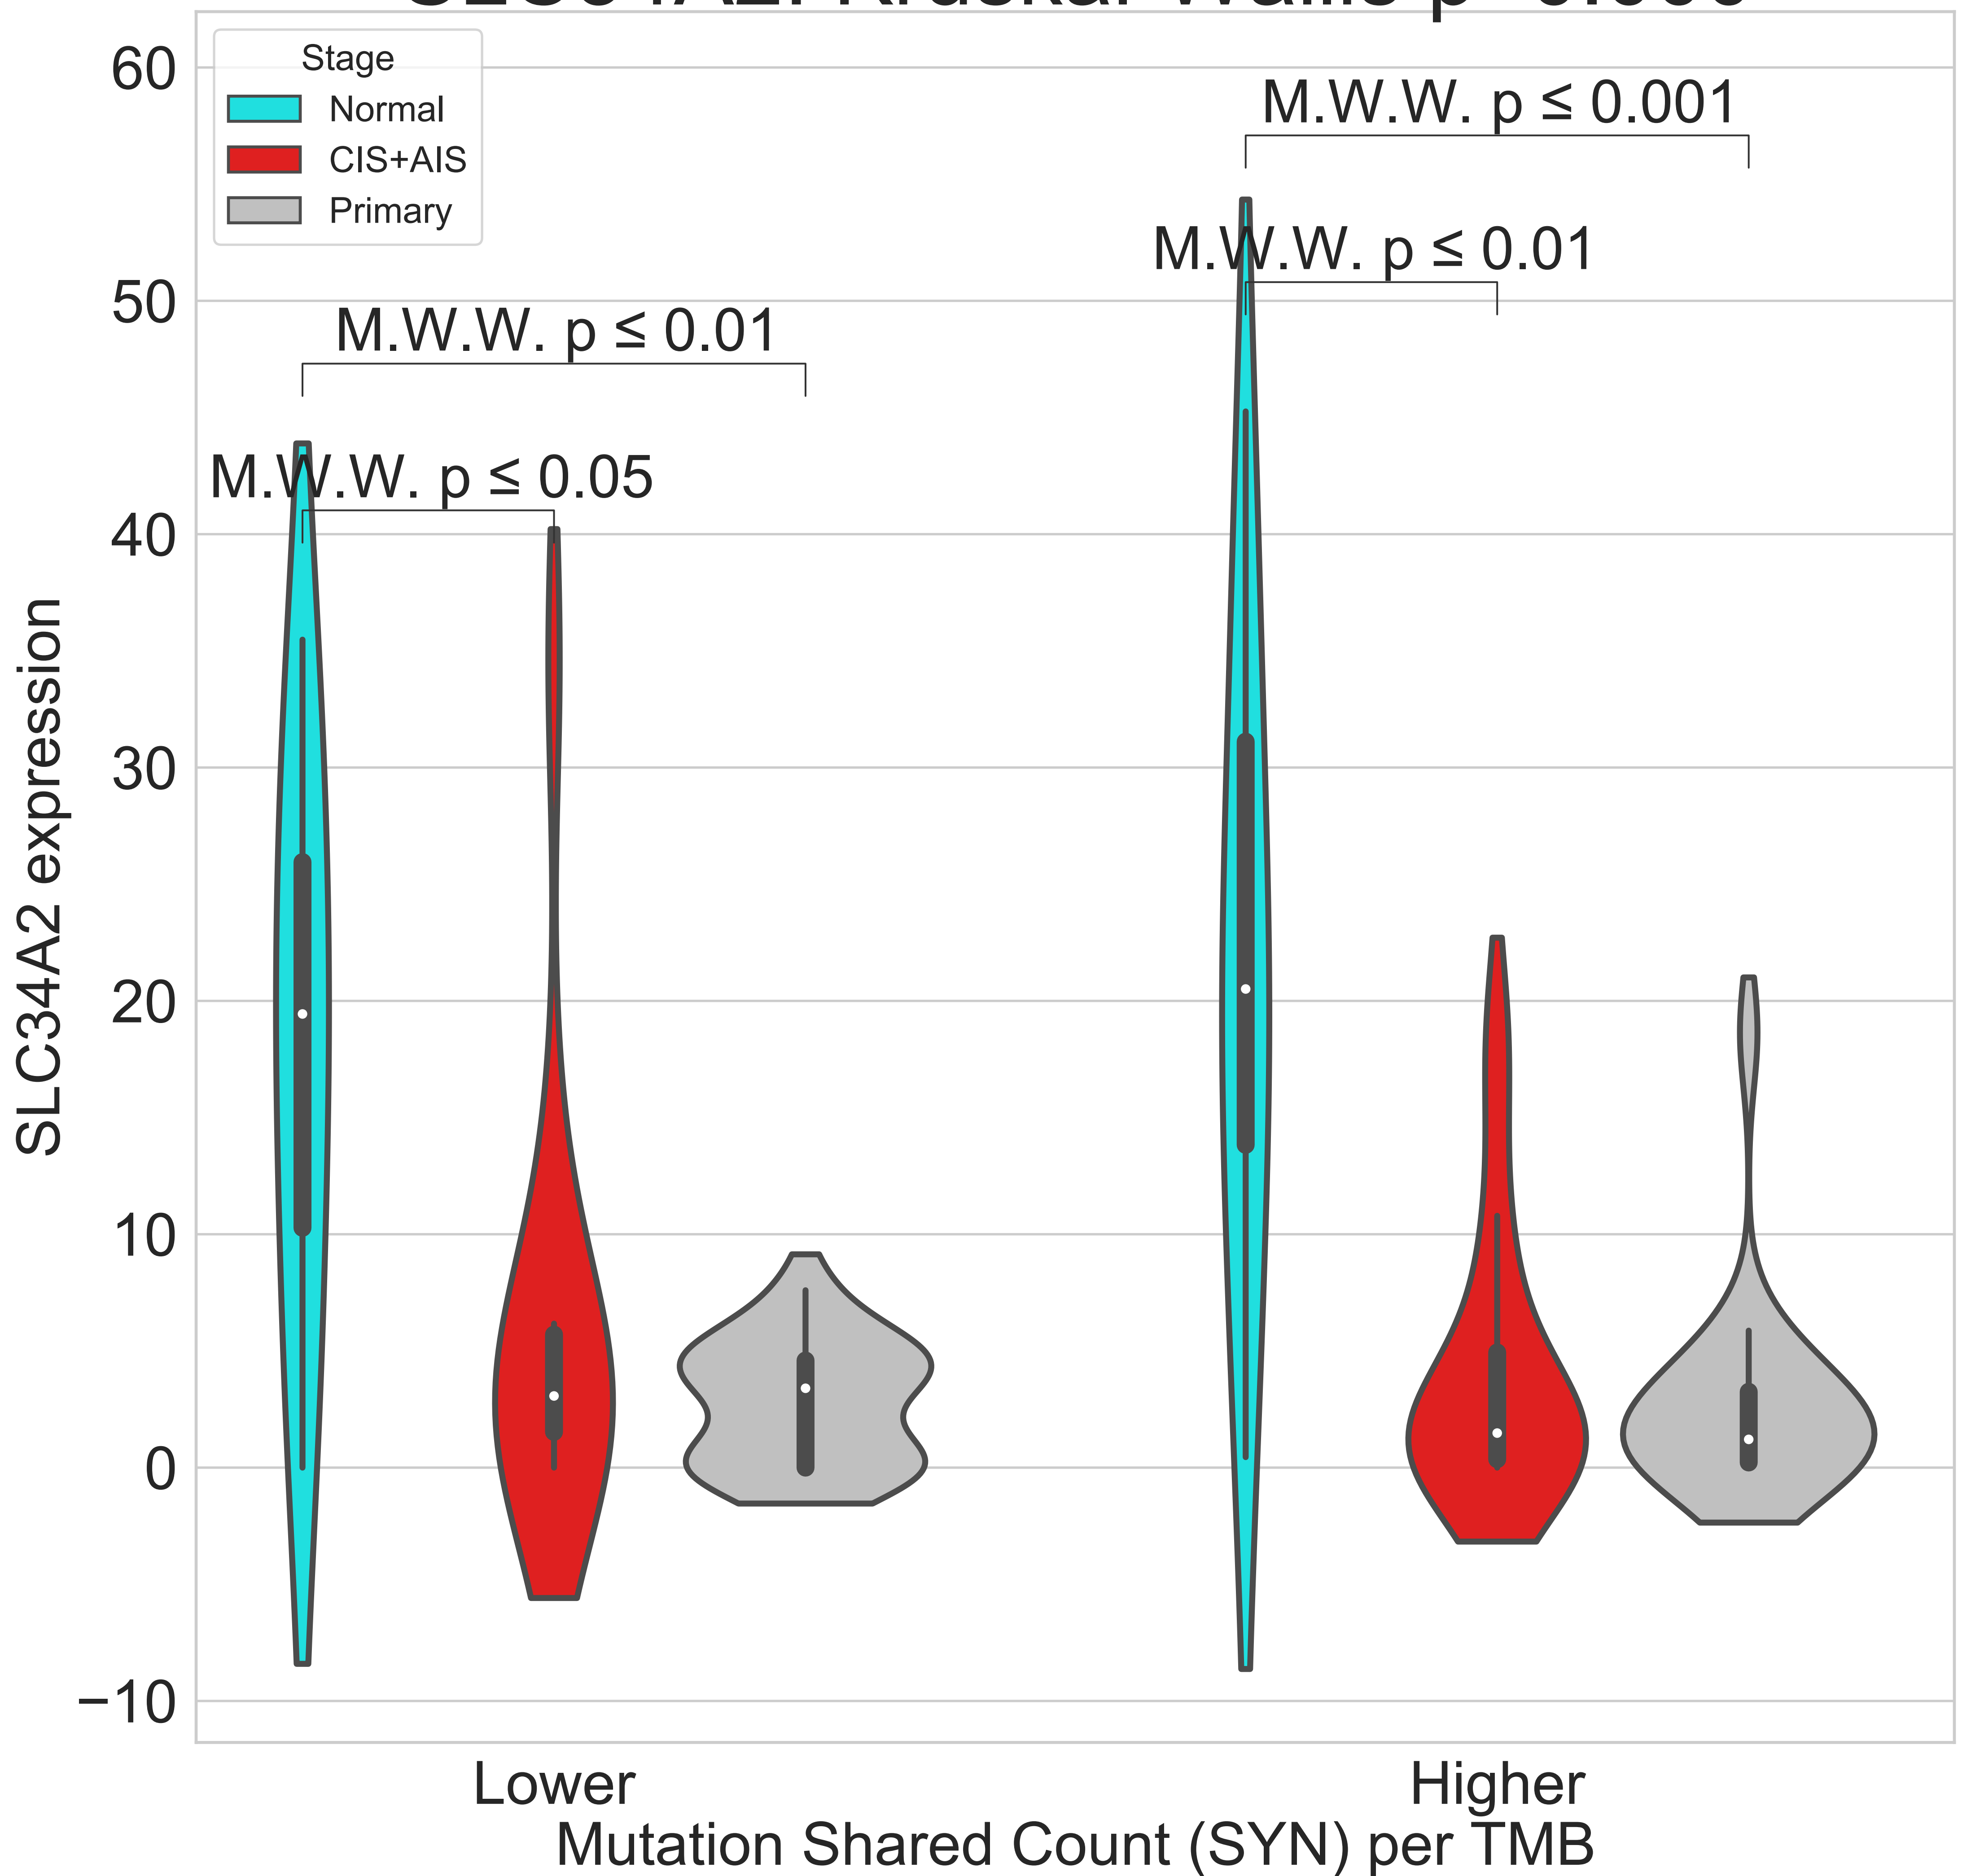 60
50
40
30
20
10
0
−10
SLC34A2 expression
Stage
Normal
CIS+AIS
Primary
M.W.W. p ≤ 0.001
M.W.W. p ≤ 0.01
M.W.W. p ≤ 0.01
M.W.W. p ≤ 0.05
Lower
Higher
Mutation Shared Count (SYN) per TMB